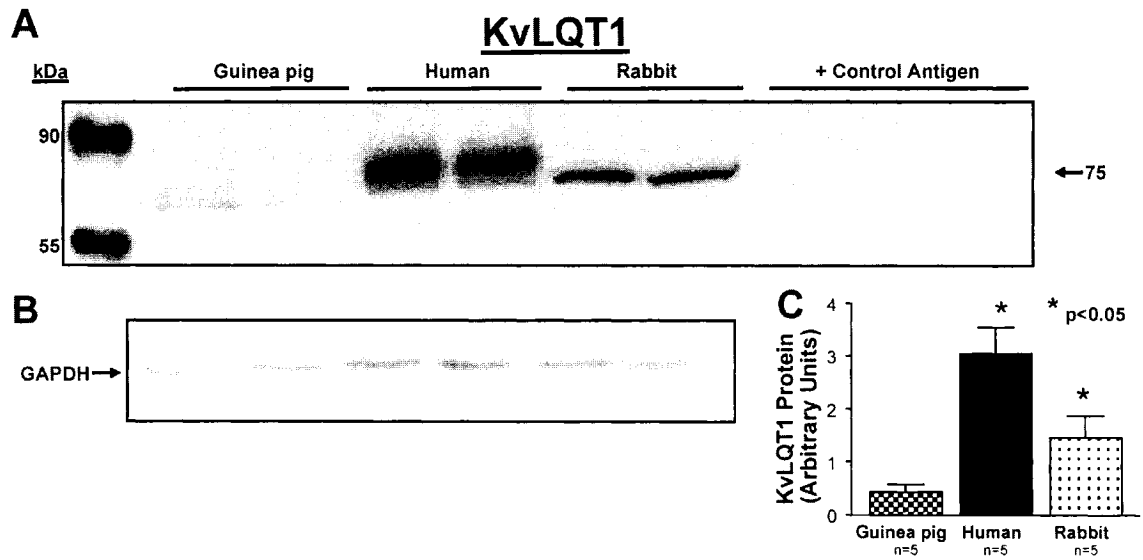 A
KvLQT1
kDa
Guinea pig
Human
Rabbit
+ Control Antigen
90
75
55
B
GAPDH
C
KvLQT1 Protein
(Arbitrary Units)
4
3
2
1
0
*
*
* p<0.05
Guinea pig
n=5
Human
n=5
Rabbit
n=5